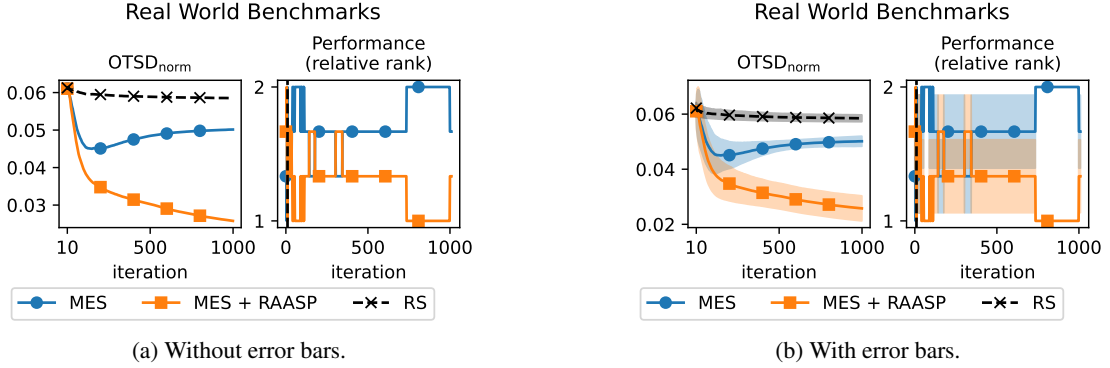 Real World Benchmarks
OTSDnorm
Performance
(relative rank)
0.06
0.05
0.04
0.03
2
1
10
500
1000
0
500
1000
iteration
iteration
MES
MES + RAASP
RS
(a) Without error bars.
Real World Benchmarks
OTSDnorm
Performance
(relative rank)
0.06
0.04
0.02
2
1
10
500
1000
0
500
1000
iteration
iteration
MES
MES + RAASP
RS
(b) With error bars.